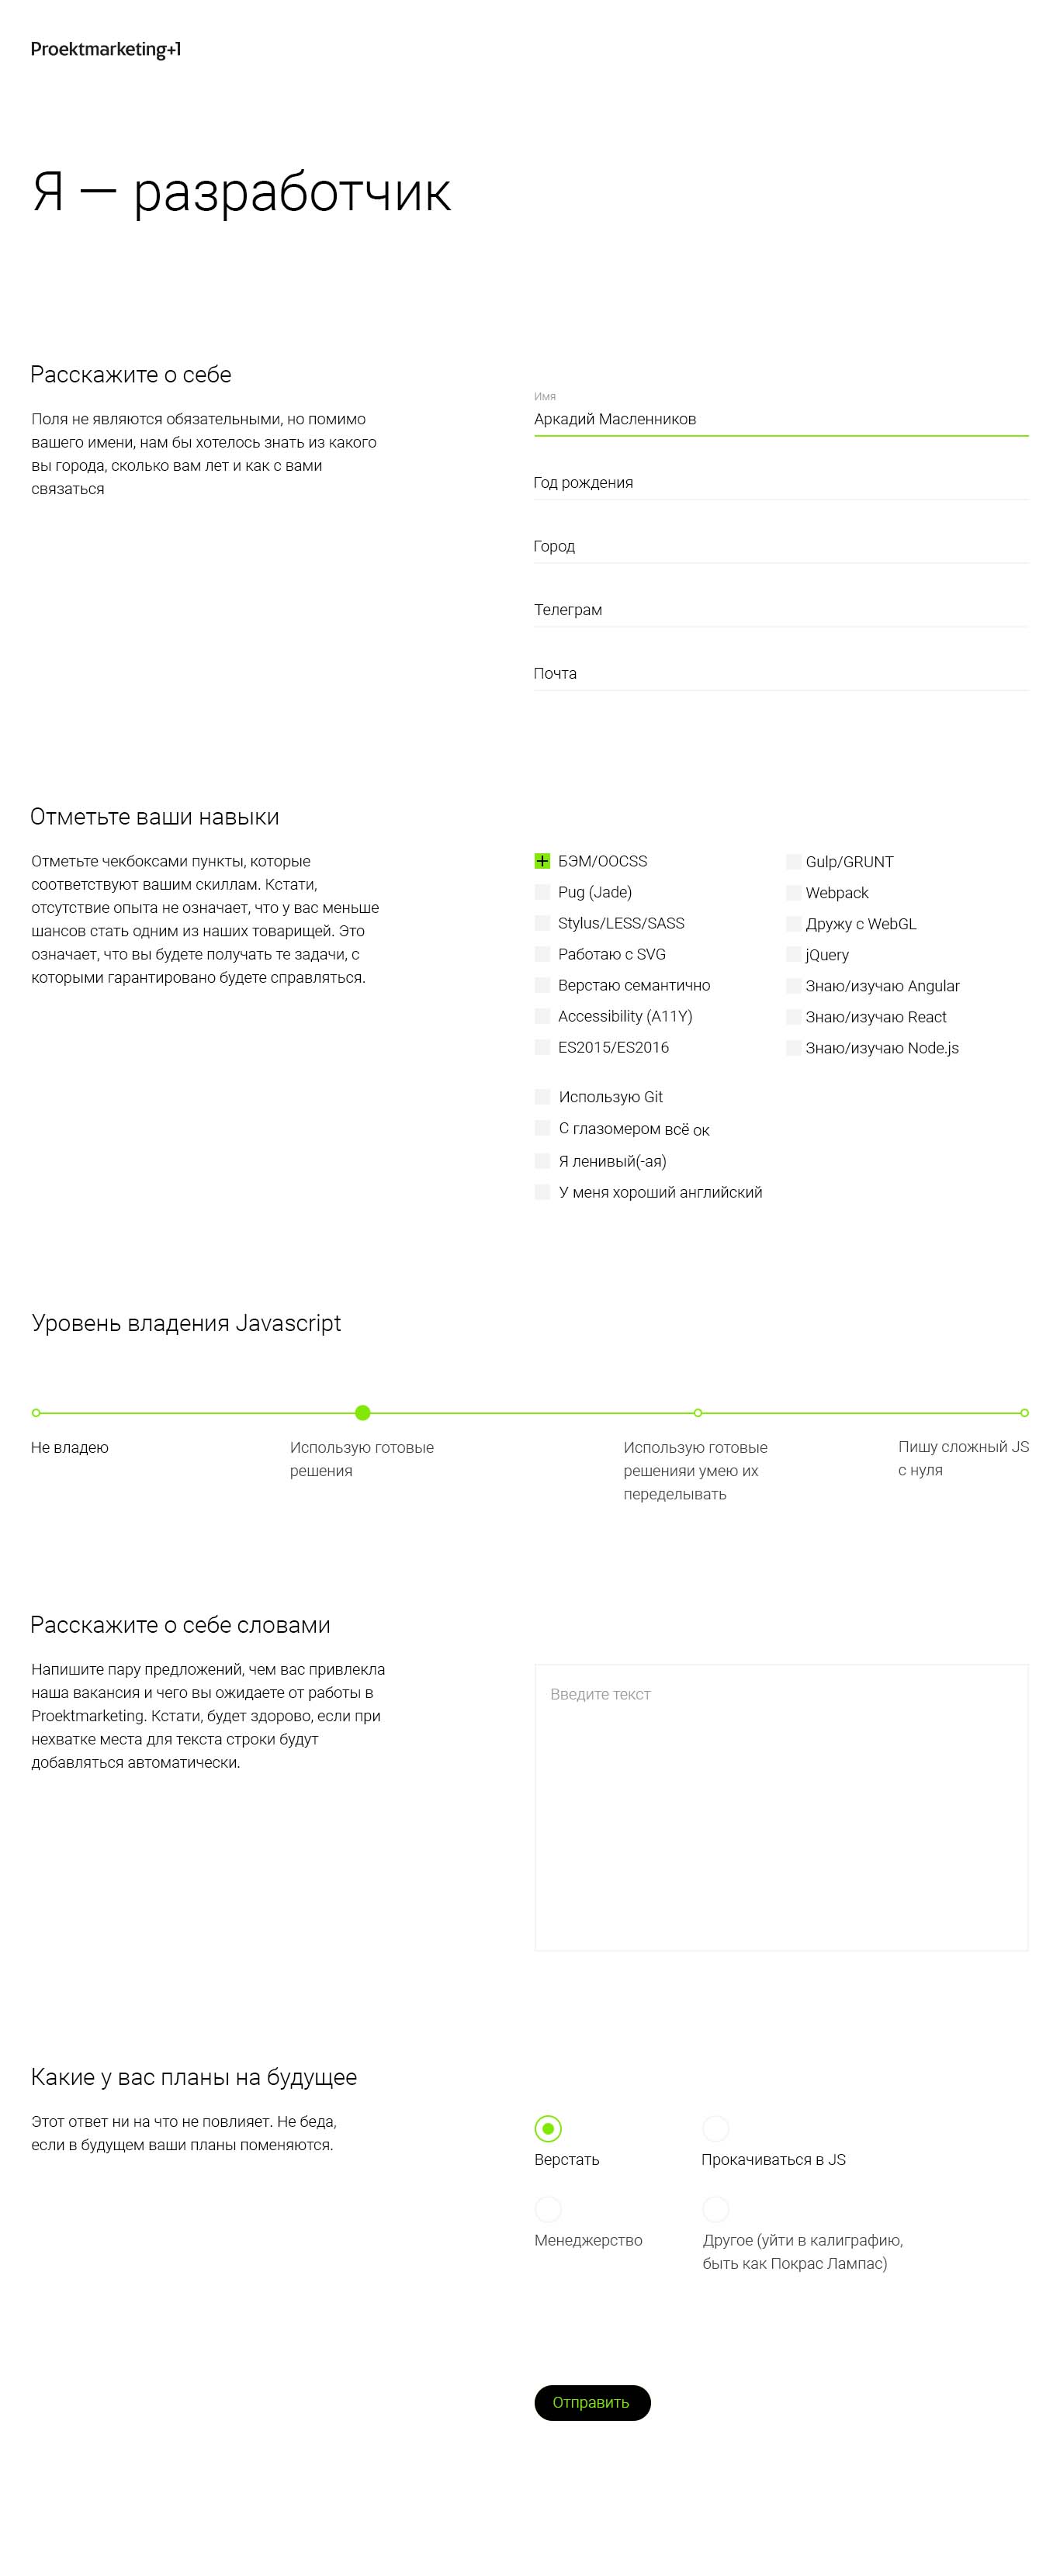 Proektmarketing+1
Я — разработчик
Расскажите о себе
Поля не являются обязательными, но помимо
вашего имени, нам бы хотелось знать из какого
вы города, сколько вам лет и как с вами
связаться
Имя
Аркадий Масленников
Год рождения
Город
Телеграм
Почта
Отметьте ваши навыки
Отметьте чекбоксами пункты, которые
соответствуют вашим скиллам. Кстати,
отсутствие опыта не означает, что у вас меньше
шансов стать одним из наших товарищей. Это
означает, что вы будете получать те задачи, с
которыми гарантировано будете справляться.
БЭМ/OOCSS
Pug (Jade)
Stylus/LESS/SASS
Работаю с SVG
Верстаю семантично
Accessibility (A11Y)
ES2015/ES2016
Gulp/GRUNT
Webpack
Дружу с WebGL
jQuery
Знаю/изучаю Angular
Знаю/изучаю React
Знаю/изучаю Node.js
Использую Git
С глазомером всё ок
Я ленивый(-ая)
У меня хороший английский
Уровень владения Javascript
Не владею
Использую готовые
решения
Использую готовые
решенияи умею их
переделывать
Пишу сложный JS
с нуля
Расскажите о себе словами
Напишите пару предложений, чем вас привлекла
наша вакансия и чего вы ожидаете от работы в
Proektmarketing. Кстати, будет здорово, если при
нехватке места для текста строки будут
добавляться автоматически.
Введите текст
Какие у вас планы на будущее
Этот ответ ни на что не повлияет. Не беда,
если в будущем ваши планы поменяются.
Верстать
Прокачиваться в JS
Менеджерство
Другое (уйти в калиграфию,
быть как Покрас Лампас)
Отправить